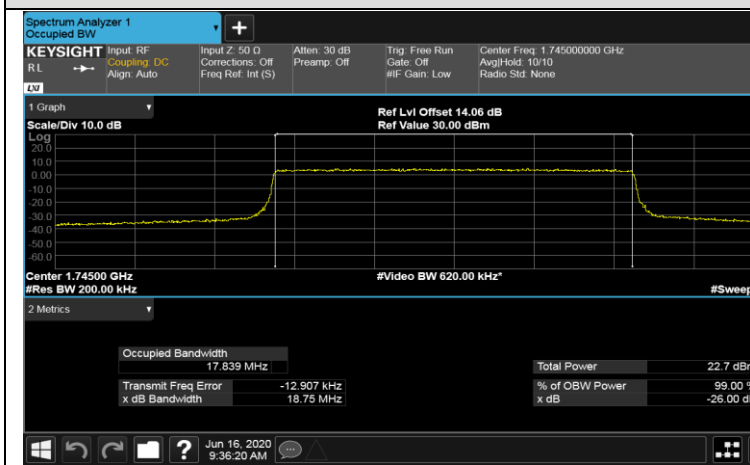 Spectrum Analyzer 1
Occupied BW
+
KEYSIGHT Input: RF Input Z: 50 Ω Atten: 30 dB Trig: Free Run Center Freq: 1.745000000 GHz
RL Coupling: DC Corrections: Off Preamp: Off Gate: Off Avg|Hold: 10/10
Align: Auto Freq Ref: Int (S) #IF Gain: Low Radio Std: None
LXI
1 Graph
Ref Lvl Offset 14.06 dB
Scale/Div 10.0 dB Ref Value 30.00 dBm
Log
20.0
10.0
0.00
-10.0
-20.0
-30.0
-40.0
-50.0
-60.0
Center 1.74500 GHz #Video BW 620.00 kHz*
#Res BW 200.00 kHz #Sweep
2 Metrics
Occupied Bandwidth
17.839 MHz Total Power 22.7 dBm
Transmit Freq Error -12.907 kHz % of OBW Power 99.00 %
x dB Bandwidth 18.75 MHz x dB -26.00 d
?
Jun 16, 2020
9:36:20 AM